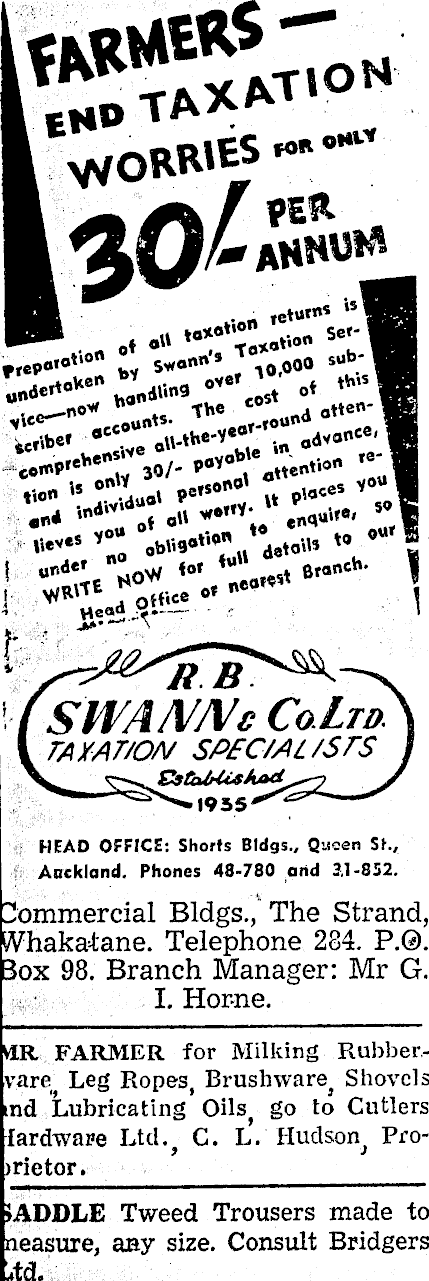 FARMERS —
END TAXATION
WORRIES FOR ONLY
30/- PER
ANNUM
Preparation of all taxation returns is
undertaken by Swann's Taxation Ser-
vice—now handling over 10,000 sub-
scriber accounts. The cost of this
comprehensive all-the-year-round atten-
tion is only 30/- payable in advance,
and individual personal attention re-
lieves you of all worry. It places you
under no obligation to enquire, so
WRITE NOW for full details to our
Head Office or nearest Branch.
R. B.
SWANN & Co. LTD.
TAXATION SPECIALISTS
Established
1935
HEAD OFFICE: Shorts Bldgs., Queen St.,
Auckland. Phones 48-780 and 31-852.
Commercial Bldgs., The Strand,
Whakatane. Telephone 284. P.O.
Box 98. Branch Manager: Mr G.
I. Horne.
MR FARMER for Milking Rubber-
ware, Leg Ropes, Brushware, Shovels
and Lubricating Oils, go to Cutlers
Hardware Ltd., C. L. Hudson, Pro-
prietor.
SADDLE Tweed Trousers made to
measure, any size. Consult Bridgers
Ltd.